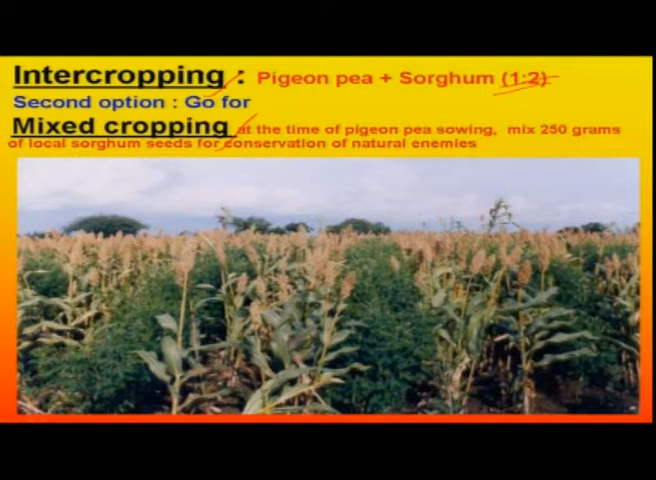 Intercropping : Pigeon pea + Sorghum (1:2)
Second option : Go for
Mixed cropping at the time of pigeon pea sowing, mix 250 grams
of local sorghum seeds for conservation of natural enemies